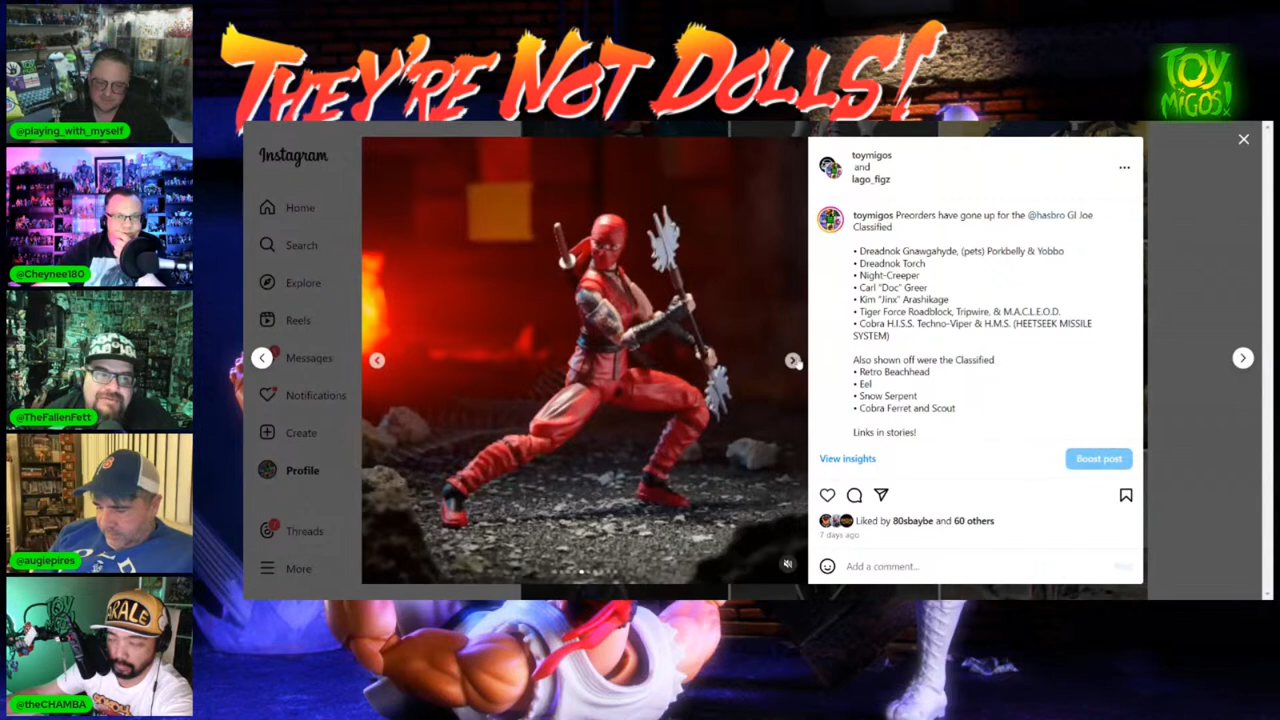 THEY'RE NOT DOLLS!
TOY
MIGOS!
@playing_with_myself
@Cheynee180
@TheFallenFett
@augiepires
@theCHAMBA
Instagram
Home
Search
Explore
Reels
Messages
Notifications
Create
Profile
Threads
More
toymigos
and
lago_figz
toymigos Preorders have gone up for the @hasbro GI Joe
Classified
• Dreadnok Gnawgahyde, (pets) Porkbelly & Yobbo
• Dreadnok Torch
• Night-Creeper
• Carl "Doc" Greer
• Kim "Jinx" Arashikage
• Tiger Force Roadblock, Tripwire, & M.A.C.L.E.O.D.
• Cobra H.I.S.S. Techno-Viper & H.M.S. (HEETSEEK MISSILE
SYSTEM)
Also shown off were the Classified
• Retro Beachhead
• Eel
• Snow Serpent
• Cobra Ferret and Scout
Links in stories!
View insights
Boost post
Liked by 80sbaybe and 60 others
7 days ago
Add a comment...